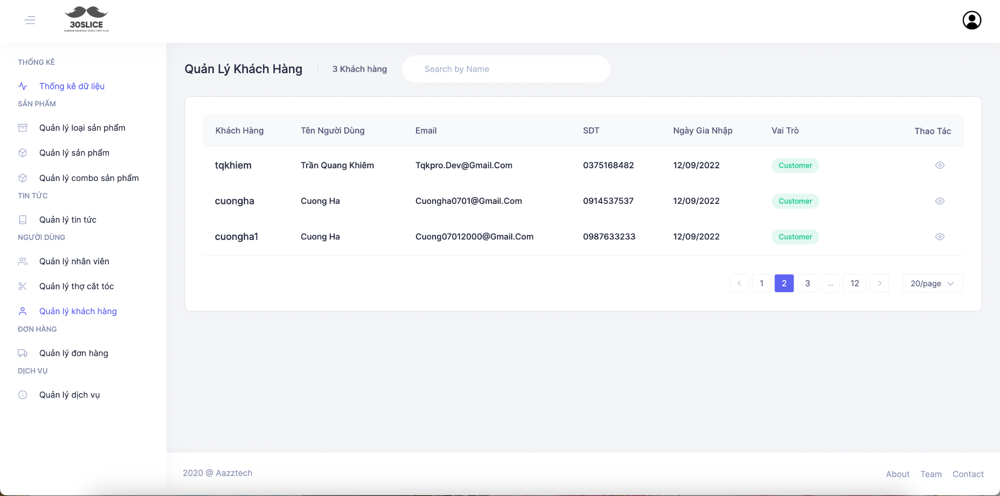 30SLICE
BARBER SHOP ĐẦU HÀNG VIỆT NAM
THỐNG KÊ
Thống kê dữ liệu
SẢN PHẨM
Quản lý loại sản phẩm
Quản lý sản phẩm
Quản lý combo sản phẩm
TIN TỨC
Quản lý tin tức
NGƯỜI DÙNG
Quản lý nhân viên
Quản lý thợ cắt tóc
Quản lý khách hàng
ĐƠN HÀNG
Quản lý đơn hàng
DỊCH VỤ
Quản lý dịch vụ
Quản Lý Khách Hàng
3 Khách hàng
Search by Name
Khách Hàng Tên Người Dùng Email SDT Ngày Gia Nhập Vai Trò Thao Tác
tqkhiem Trần Quang Khiêm Tqkpro.Dev@Gmail.Com 0375168482 12/09/2022 Customer
cuongha Cuong Ha Cuongha0701@Gmail.Com 0914537537 12/09/2022 Customer
cuongha1 Cuong Ha Cuong07012000@Gmail.Com 0987633233 12/09/2022 Customer
1 2 3 ... 12 20/page
2020 @ Aazztech
About Team Contact